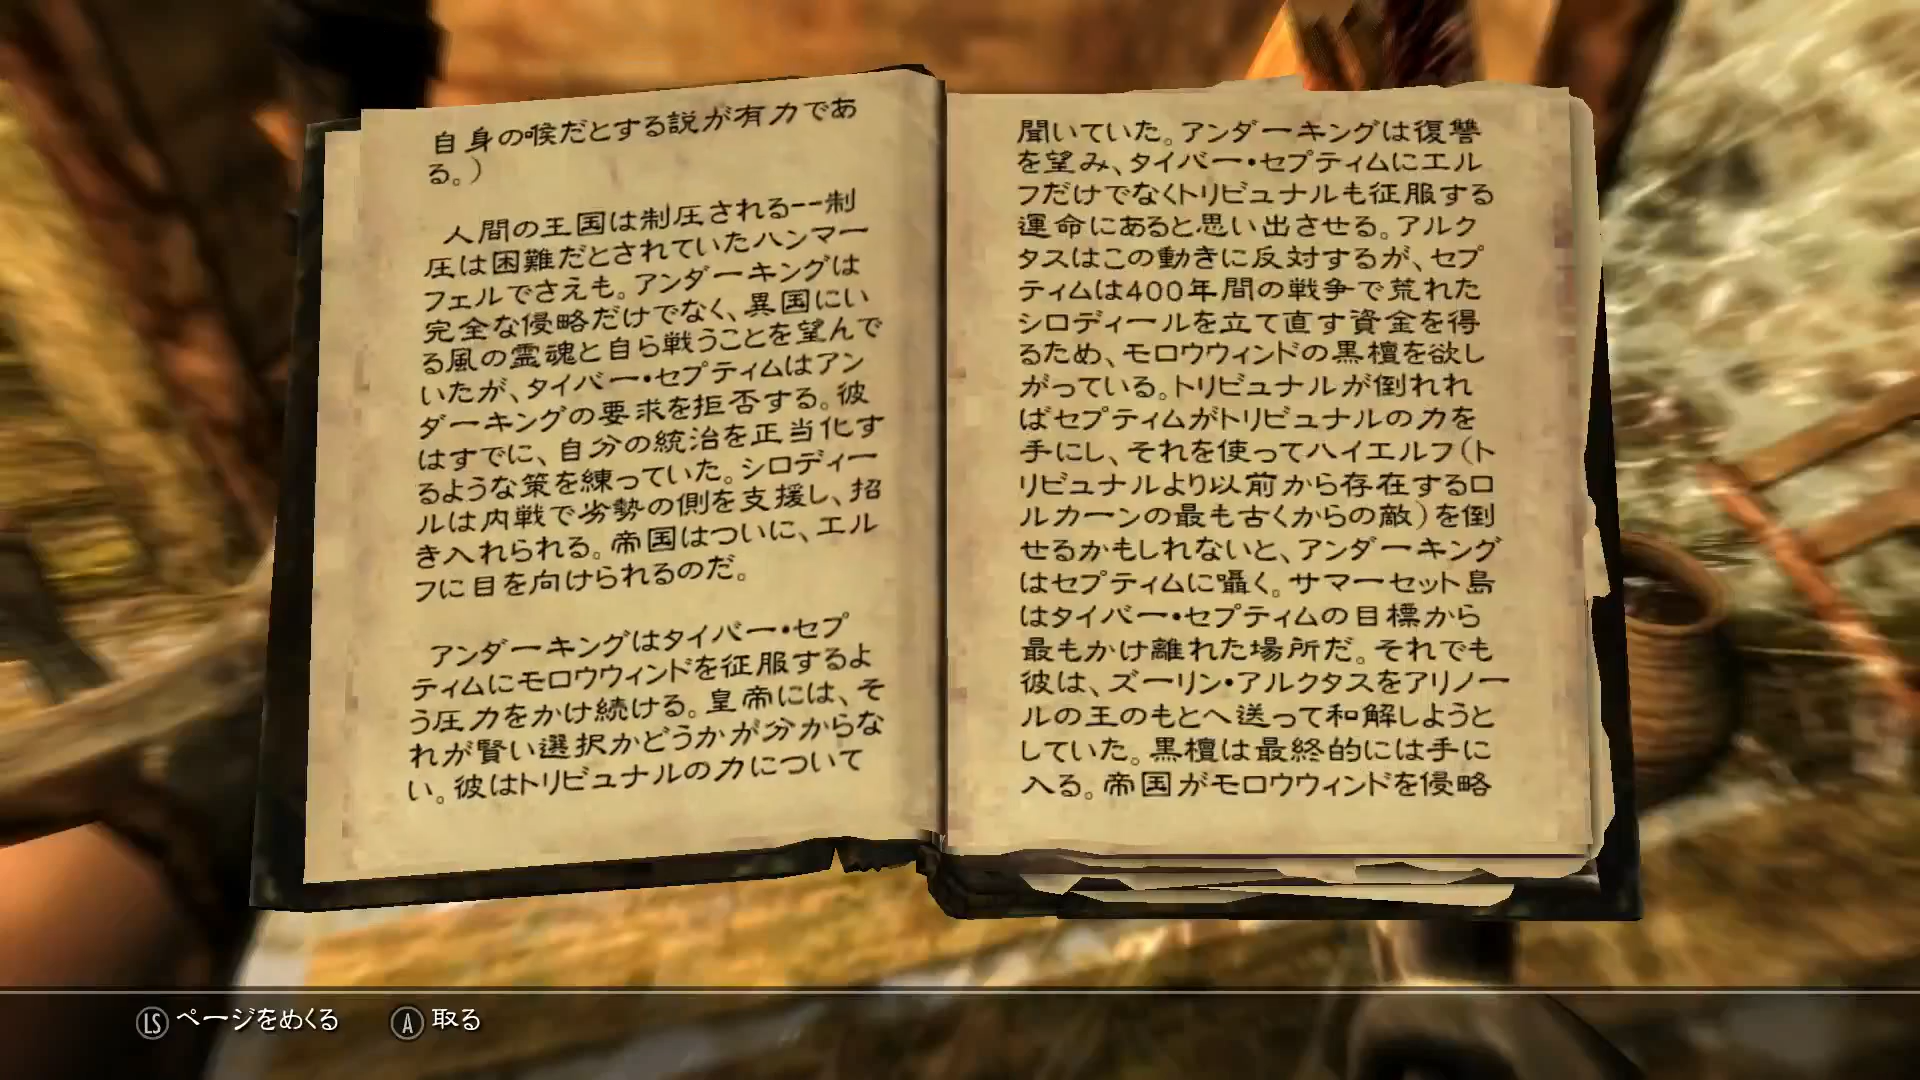 自身の喉だとする説が有力であ
る。)
人間の王国は制圧される--制
圧は困難だとされていたハンマー
フェルでさえも。アンダーキングは
完全な侵略だけでなく、異国にい
る風の霊魂と自ら戦うことを望んで
いたが、タイバー・セプティムはアン
ダーキングの要求を拒否する。彼
はすでに、自分の統治を正当化す
るような策を練っていた。シロディー
ルは内戦で劣勢の側を支援し、招
き入れられる。帝国はついに、エル
フに目を向けられるのだ。
アンダーキングはタイバー・セプ
ティムにモロウウィンドを征服するよ
う圧力をかけ続ける。皇帝には、そ
れが賢い選択かどうかが分からな
い。彼はトリビュナルの力について
聞いていた。アンダーキングは復讐
を望み、タイバー・セプティムにエル
フだけでなくトリビュナルも征服する
運命にあると思い出させる。アルク
タスはこの動きに反対するが、セプ
ティムは400年間の戦争で荒れた
シロディールを立て直す資金を得
るため、モロウウィンドの黒檀を欲し
がっている。トリビュナルが倒れれ
ばセプティムがトリビュナルの力を
手にし、それを使ってハイエルフ(ト
リビュナルより以前から存在するロ
ルカーンの最も古くからの敵)を倒
せるかもしれないと、アンダーキング
はセプティムに囁く。サマーセット島
はタイバー・セプティムの目標から
最もかけ離れた場所だ。それでも
彼は、ズーリン・アルクタスをアリノー
ルの王のもとへ送って和解しようと
していた。黒檀は最終的には手に
入る。帝国がモロウウィンドを侵略
LS ページをめくる A 取る